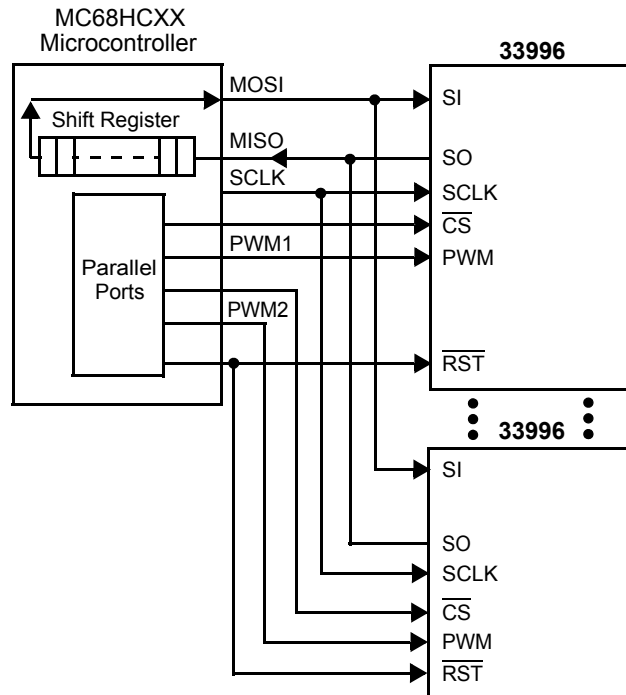 MC68HCXX
Microcontroller
Shift Register
Parallel
Ports
MOSI
MISO
SCLK
PWM1
PWM2
33996
SI
SO
SCLK
CS
PWM
RST
33996
SI
SO
SCLK
CS
PWM
RST